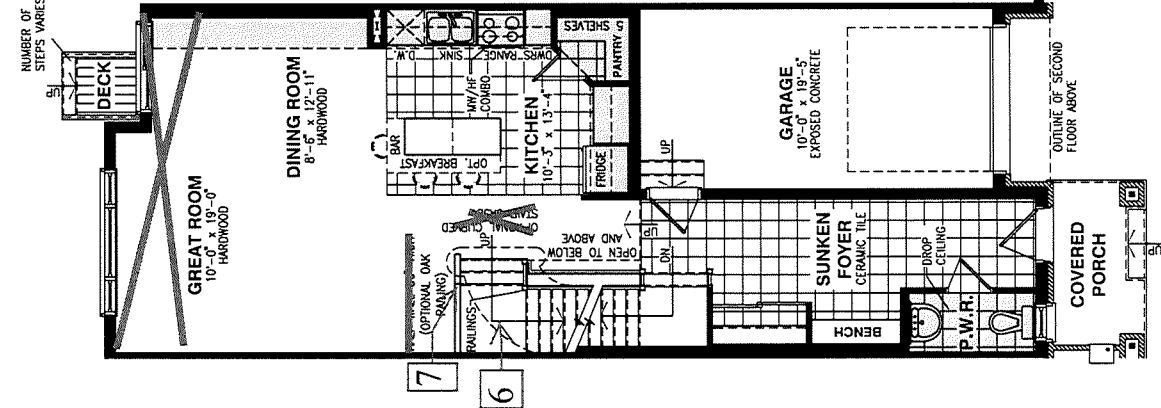 NUMBER OF
STEPS VARIES
UP
DECK
GREAT ROOM
10'-0" x 19'-0"
HARDWOOD
DINING ROOM
8'-6" x 12'-11"
HARDWOOD
D.W.
SINK
RANGE
DWRS
5 SHELVES
PANTRY
MW/HF
COMBO
BAR
OPT. BREAKFAST
KITCHEN
10'-3" x 13'-4
FRIDGE
GARAGE
10'-0" x 19'-5"
EXPOSED CONCRETE
OUTLINE OF SECOND
FLOOR ABOVE
UP
OPTIONAL CURVED
UP
OPEN TO BELOW
AND ABOVE
UP
DN
(OPTIONAL OAK
RAILING)
RAILINGS
7
6
SUNKEN
FOYER
CERAMIC TILE
DROP
CEILING
BENCH
P.W.R.
COVERED
PORCH
UP